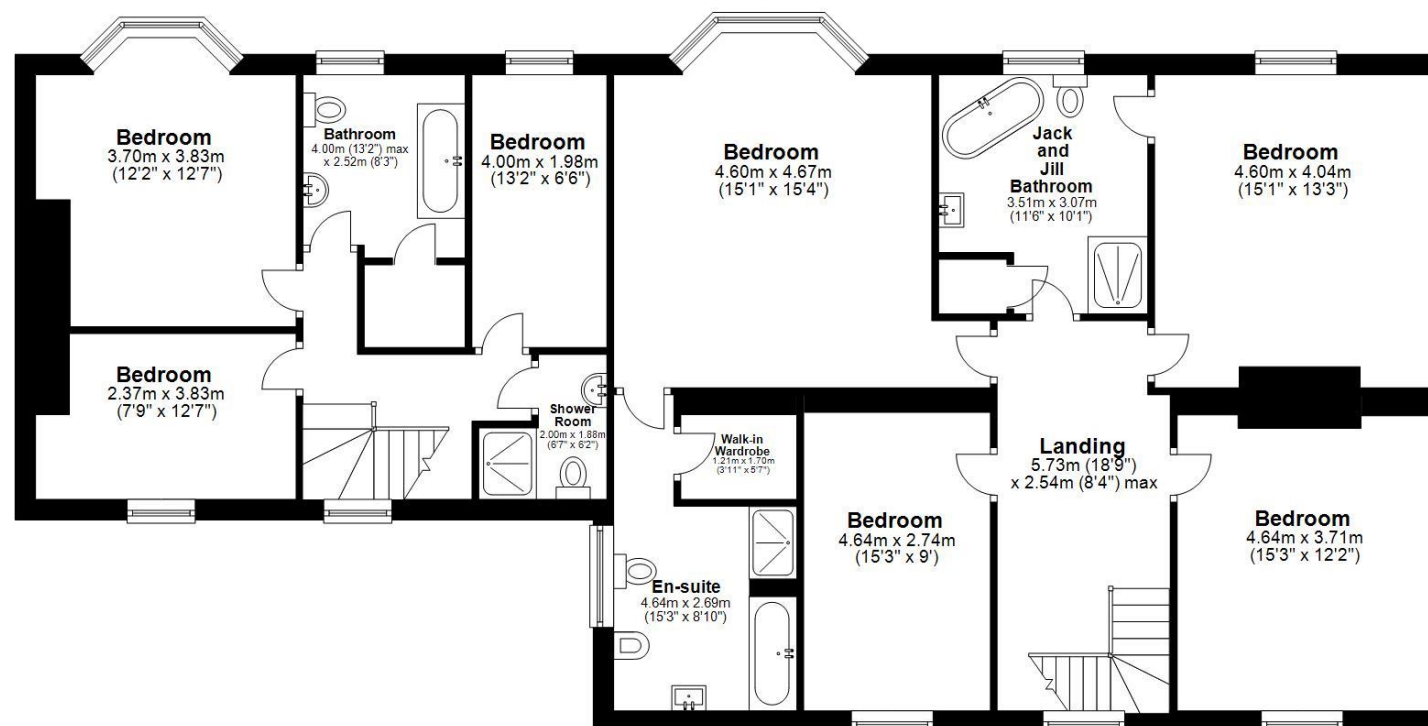 Bedroom
3.70m x 3.83m
(12'2" x 12'7")
Bathroom
4.00m (13'2") max
x 2.52m (8'3")
Bedroom
4.00m x 1.98m
(13'2" x 6'6")
Bedroom
4.60m x 4.67m
(15'1" x 15'4")
Jack
and
Jill
Bathroom
3.51m x 3.07m
(11'6" x 10'1")
Bedroom
4.60m x 4.04m
(15'1" x 13'3")
Bedroom
2.37m x 3.83m
(7'9" x 12'7")
Shower
Room
2.00m x 1.88m
(6'7" x 6'2")
Walk-in
Wardrobe
1.21m x 1.70m
(3'11" x 5'7")
Landing
5.73m (18'9")
x 2.54m (8'4") max
Bedroom
4.64m x 2.74m
(15'3" x 9')
Bedroom
4.64m x 3.71m
(15'3" x 12'2")
En-suite
4.64m x 2.69m
(15'3" x 8'10")